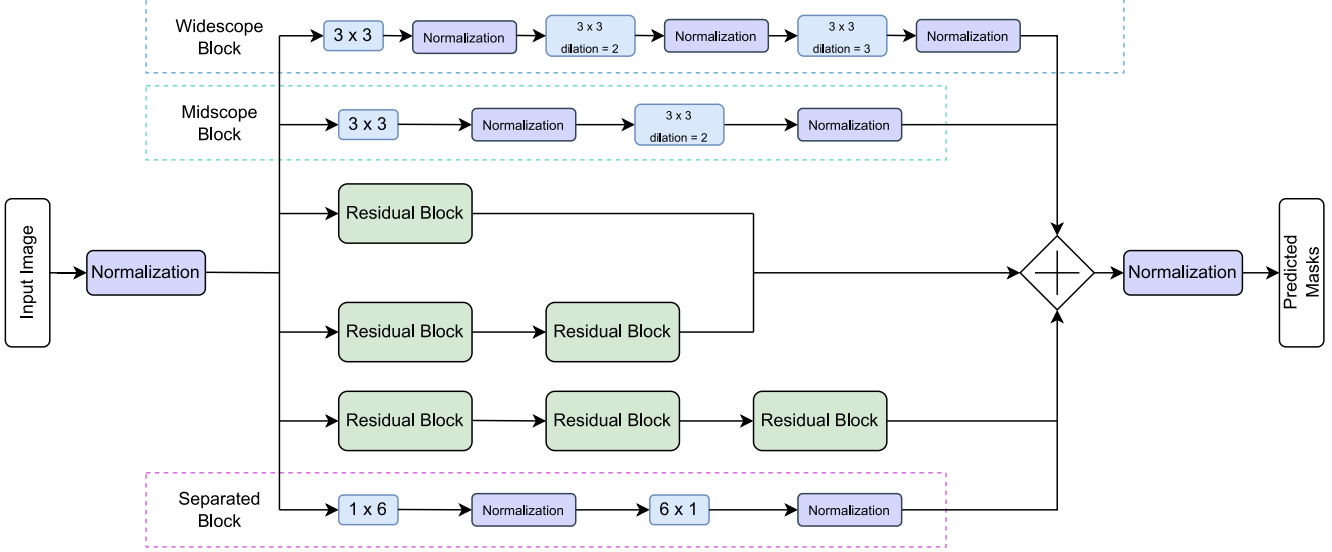 Widescope
Block
3 x 3
Normalization
3 x 3
dilation = 2
Normalization
3 x 3
dilation = 3
Normalization
Midscope
Block
3 x 3
Normalization
3 x 3
dilation = 2
Normalization
Residual Block
Input Image
Normalization
Normalization
Predicted
Masks
Residual Block
Residual Block
Residual Block
Residual Block
Residual Block
Separated
Block
1 x 6
Normalization
6 x 1
Normalization